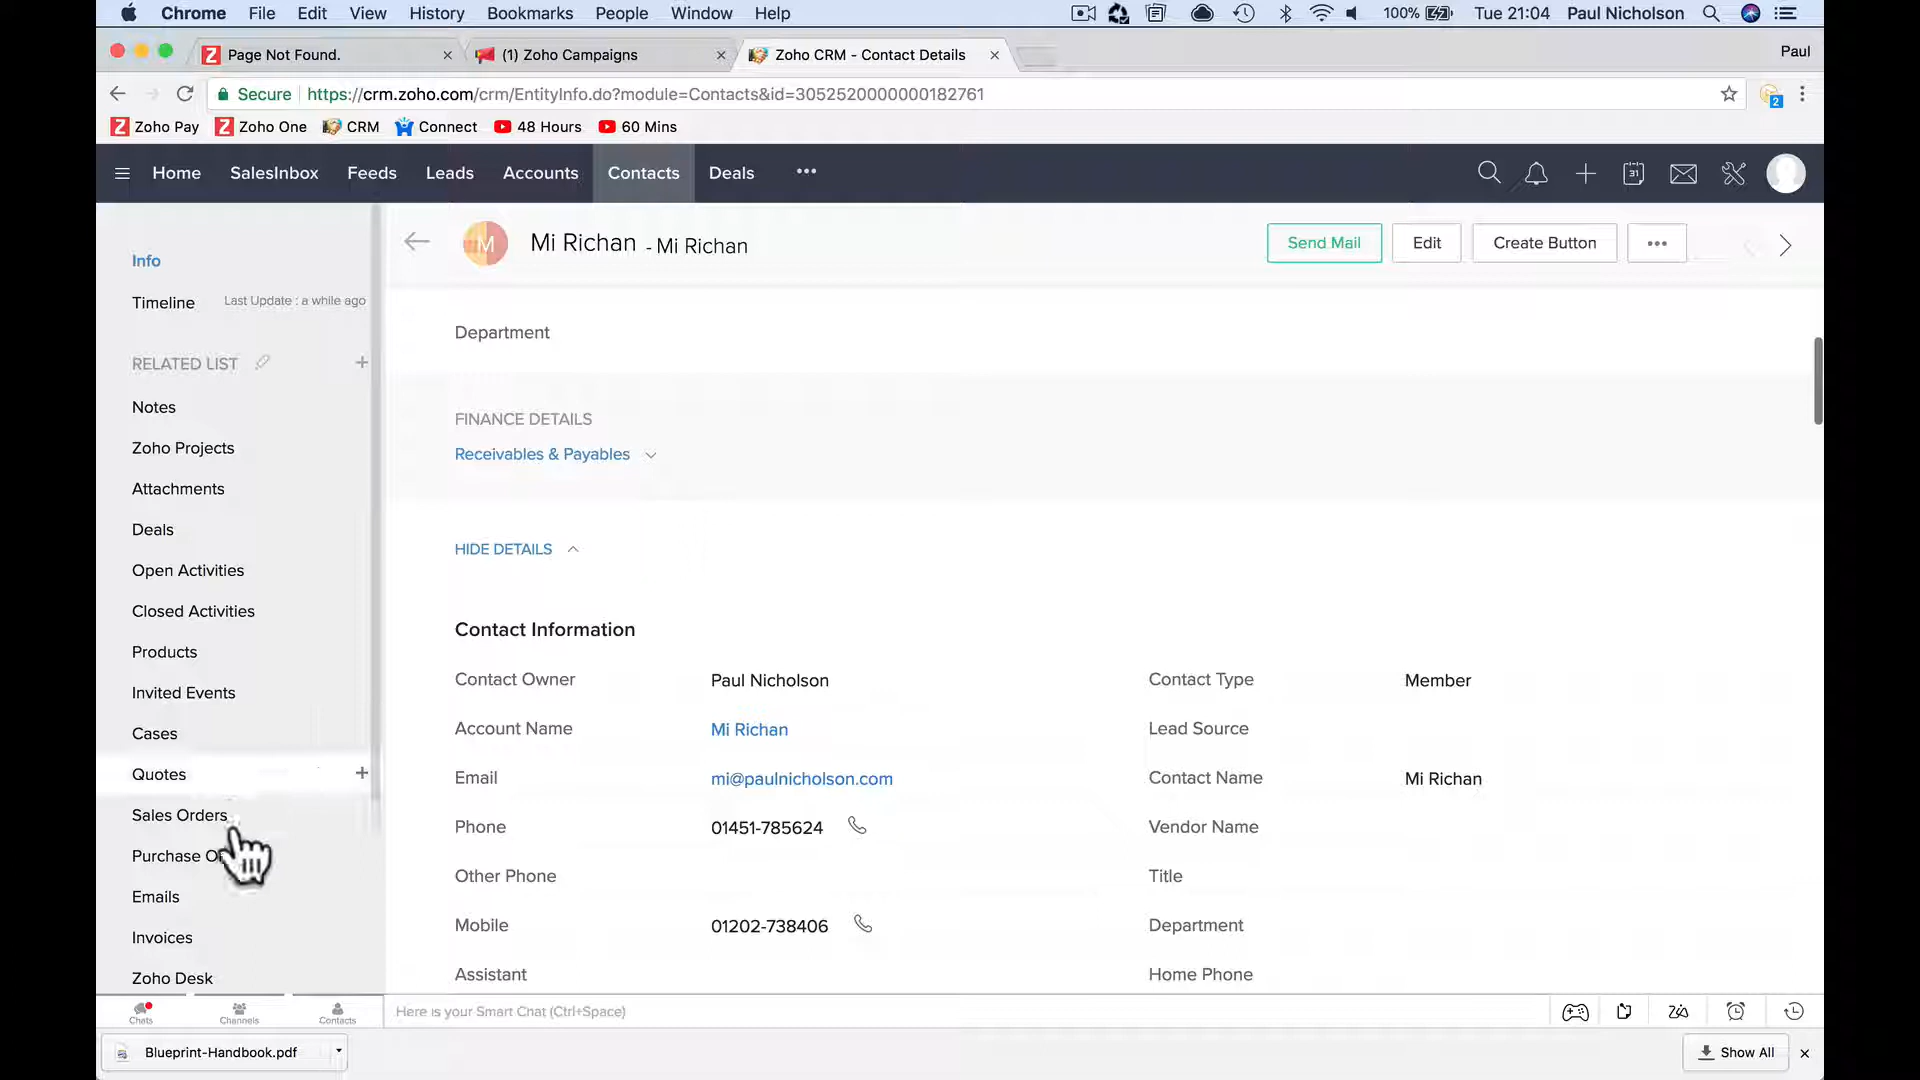 Chrome File Edit View History Bookmarks People Window Help 100% Tue 21:04 Paul Nicholson
Page Not Found. (1) Zoho Campaigns Zoho CRM - Contact Details Paul
Secure https://crm.zoho.com/crm/EntityInfo.do?module=Contacts&id=3052520000000182761 2
Zoho Pay Zoho One CRM Connect 48 Hours 60 Mins
Home SalesInbox Feeds Leads Accounts Contacts Deals ••• 31
Info
Timeline Last Update : a while ago
RELATED LIST
Notes
Zoho Projects
Attachments
Deals
Open Activities
Closed Activities
Products
Invited Events
Cases
Quotes
Sales Orders
Purchase
Emails
Invoices
Zoho Desk
M Mi Richan - Mi Richan Send Mail Edit Create Button •••
Department
FINANCE DETAILS
Receivables & Payables
HIDE DETAILS
Contact Information
Contact Owner Paul Nicholson Contact Type Member
Account Name Mi Richan Lead Source
Email mi@paulnicholson.com Contact Name Mi Richan
Phone 01451-785624 Vendor Name
Other Phone Title
Mobile 01202-738406 Department
Assistant Home Phone
Chats Channels Contacts Here is your Smart Chat (Ctrl+Space)
Blueprint-Handbook.pdf Show All